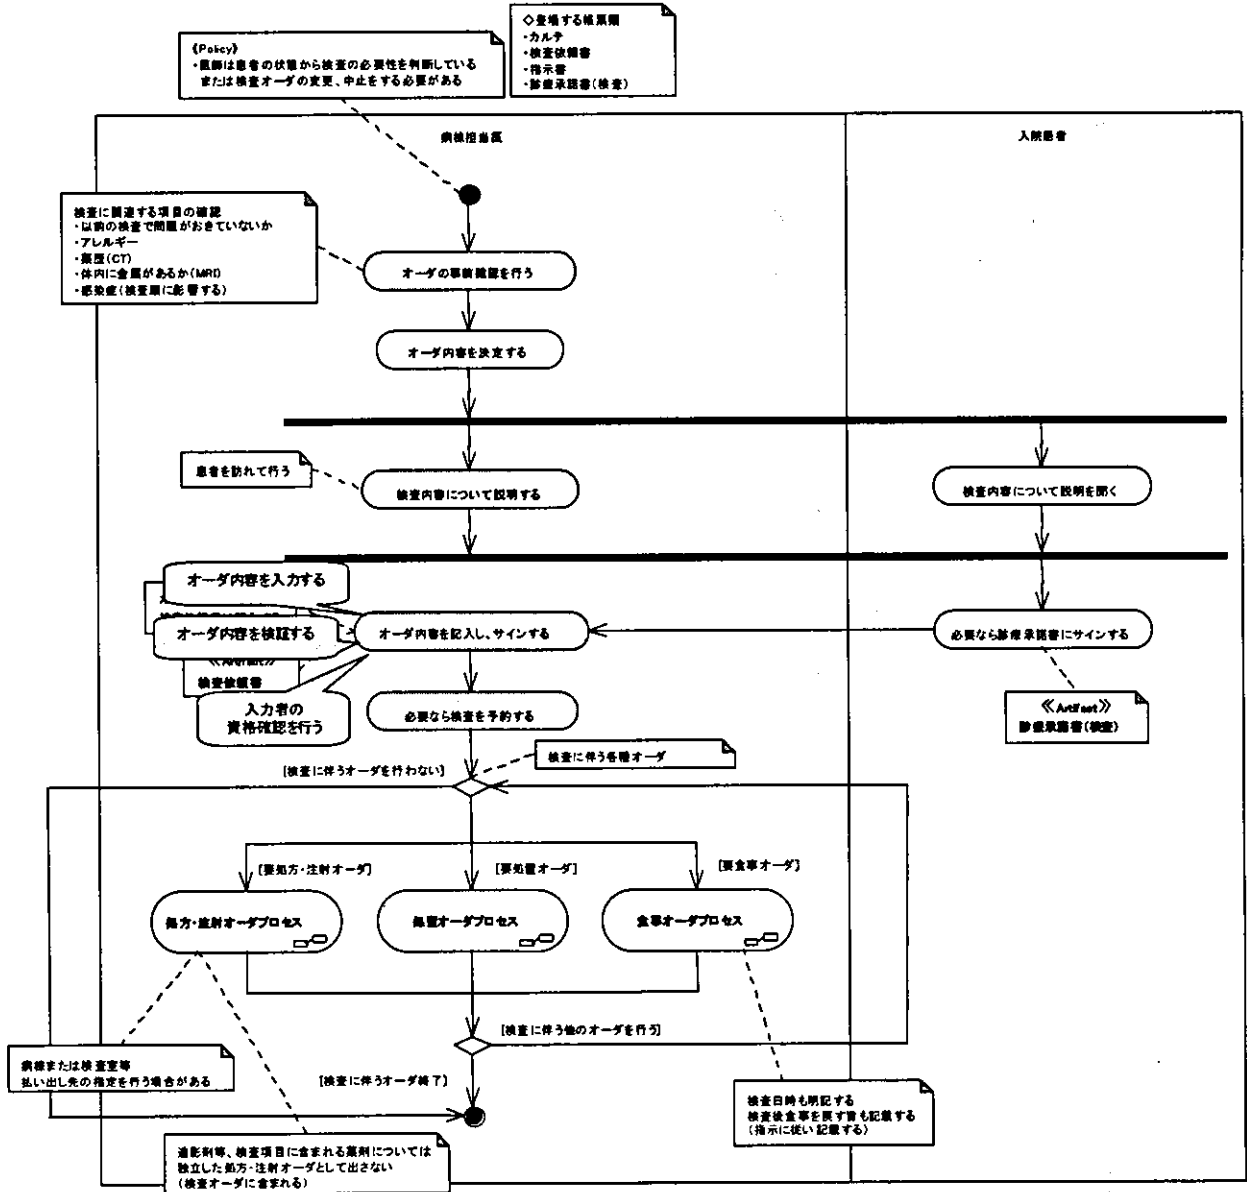 ◇登場する帳票類
・カルテ
・検査依頼書
・指示書
・診療承諾書(検査)
《Policy》
・医師は患者の状態から検査の必要性を判断している
または検査オーダの変更、中止をする必要がある
病棟担当医
入院患者
検査に関連する項目の確認
・以前の検査で問題がおきていないか
・アレルギー
・薬歴(CT)
・体内に金属があるか(MRI)
・感染症(検査順に影響する)
オーダの事前確認を行う
オーダ内容を決定する
患者を訪れて行う
検査内容について説明する
検査内容について説明を聞く
オーダ内容を入力する
オーダ内容を検証する
オーダ内容を記入し、サインする
必要なら診療承諾書にサインする
≪Artifact≫
検査依頼書
入力者の
資格確認を行う
必要なら検査を予約する
≪Artifact≫
診療承諾書(検査)
検査に伴う各種オーダ
[検査に伴うオーダを行わない]
[要処方・注射オーダ]
[要処置オーダ]
[要食事オーダ]
処方・注射オーダプロセス
処置オーダプロセス
食事オーダプロセス
[検査に伴う他のオーダを行う]
病棟または検査室等
払い出し先の指定を行う場合がある
[検査に伴うオーダ終了]
検査日時も明記する
検査後食事を戻す旨も記載する
(指示に従い記載する)
造影剤等、検査項目に含まれる薬剤については
独立した処方・注射オーダとして出さない
(検査オーダに含まれる)